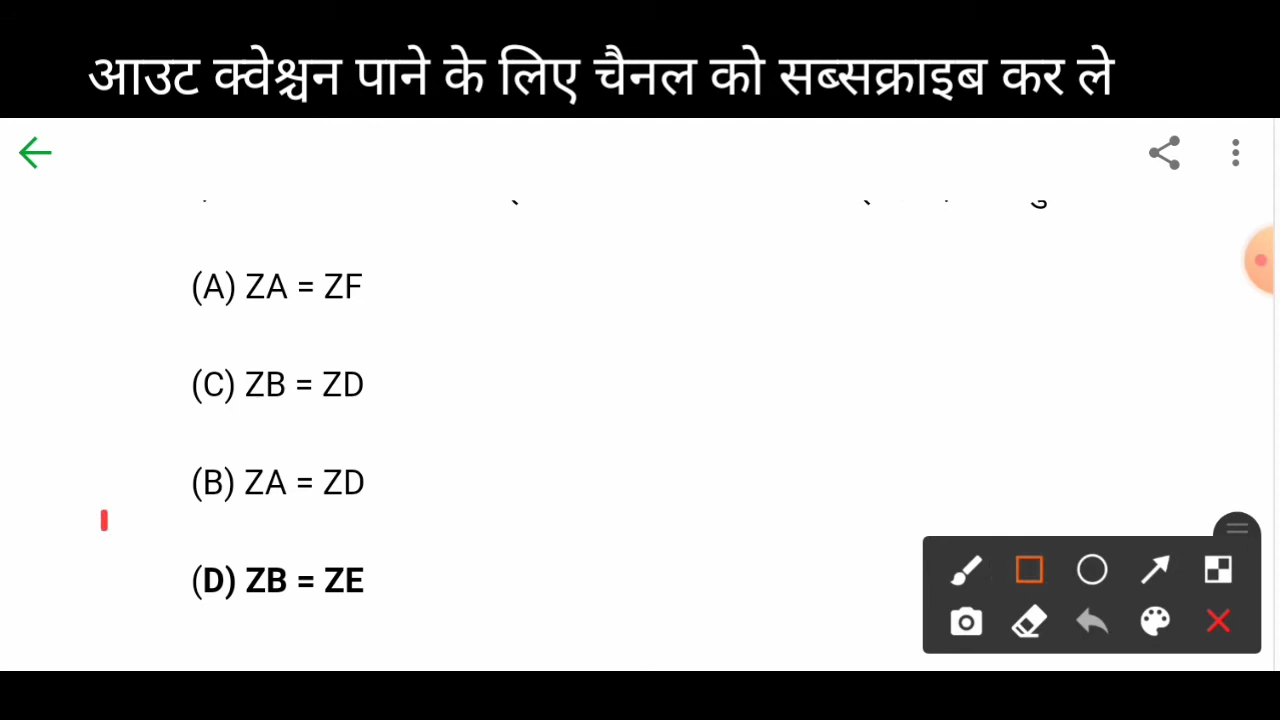 आउट क्वेश्चन पाने के लिए चैनल को सब्सक्राइब कर ले
(A) ZA = ZF
(C) ZB = ZD
(B) ZA = ZD
(D) ZB = ZE